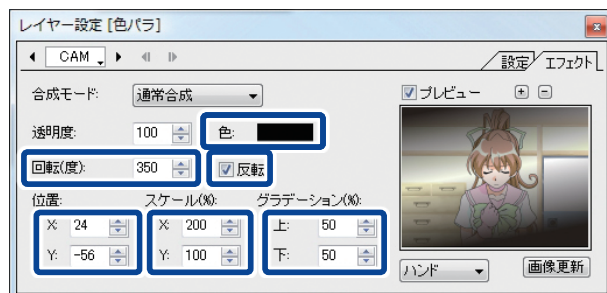 レイヤー設定 [色パラ]
CAM
設定 エフェクト
合成モード: 通常合成
プレビュー
透明度: 100 色:
回転(度): 350 反転
位置: スケール(%): グラデーション(%):
X: 24 X: 200 上: 50
Y: -56 Y: 100 下: 50
ハンド 画像更新